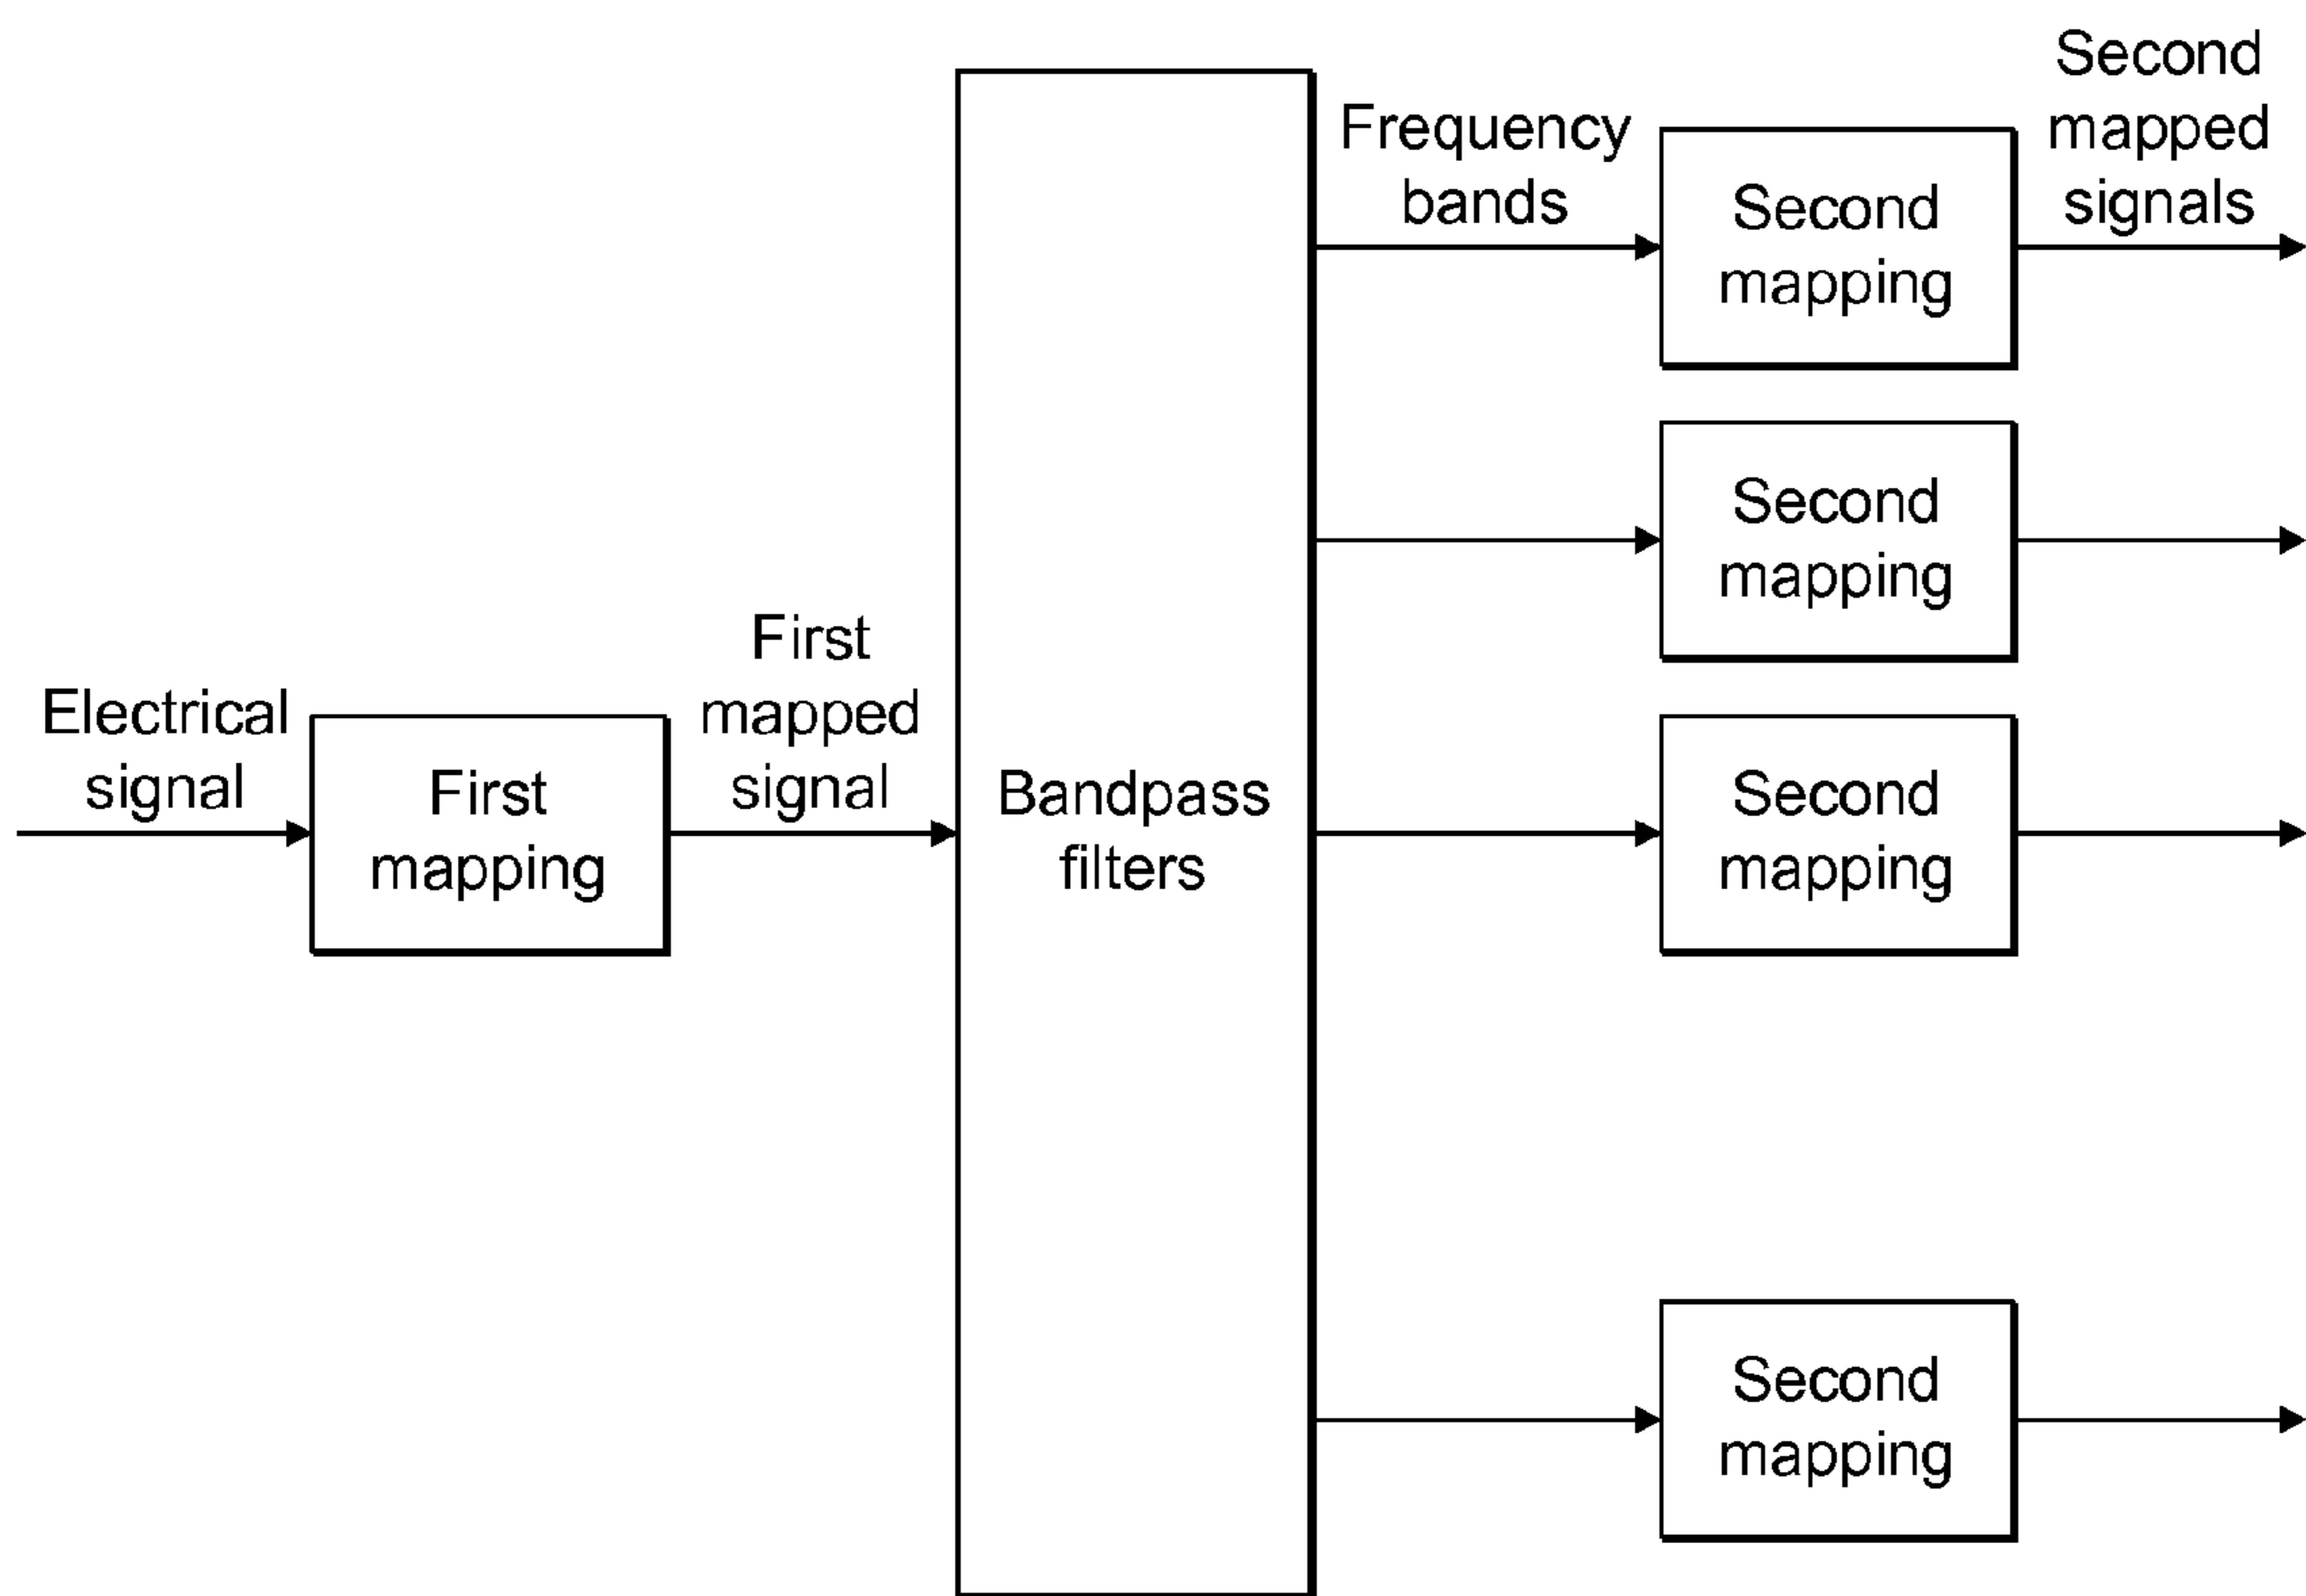 Electrical
signal
First
mapping
First
mapped
signal
Bandpass
filters
Frequency
bands
Second
mapping
Second
mapped
signals
Second
mapping
Second
mapping
Second
mapping